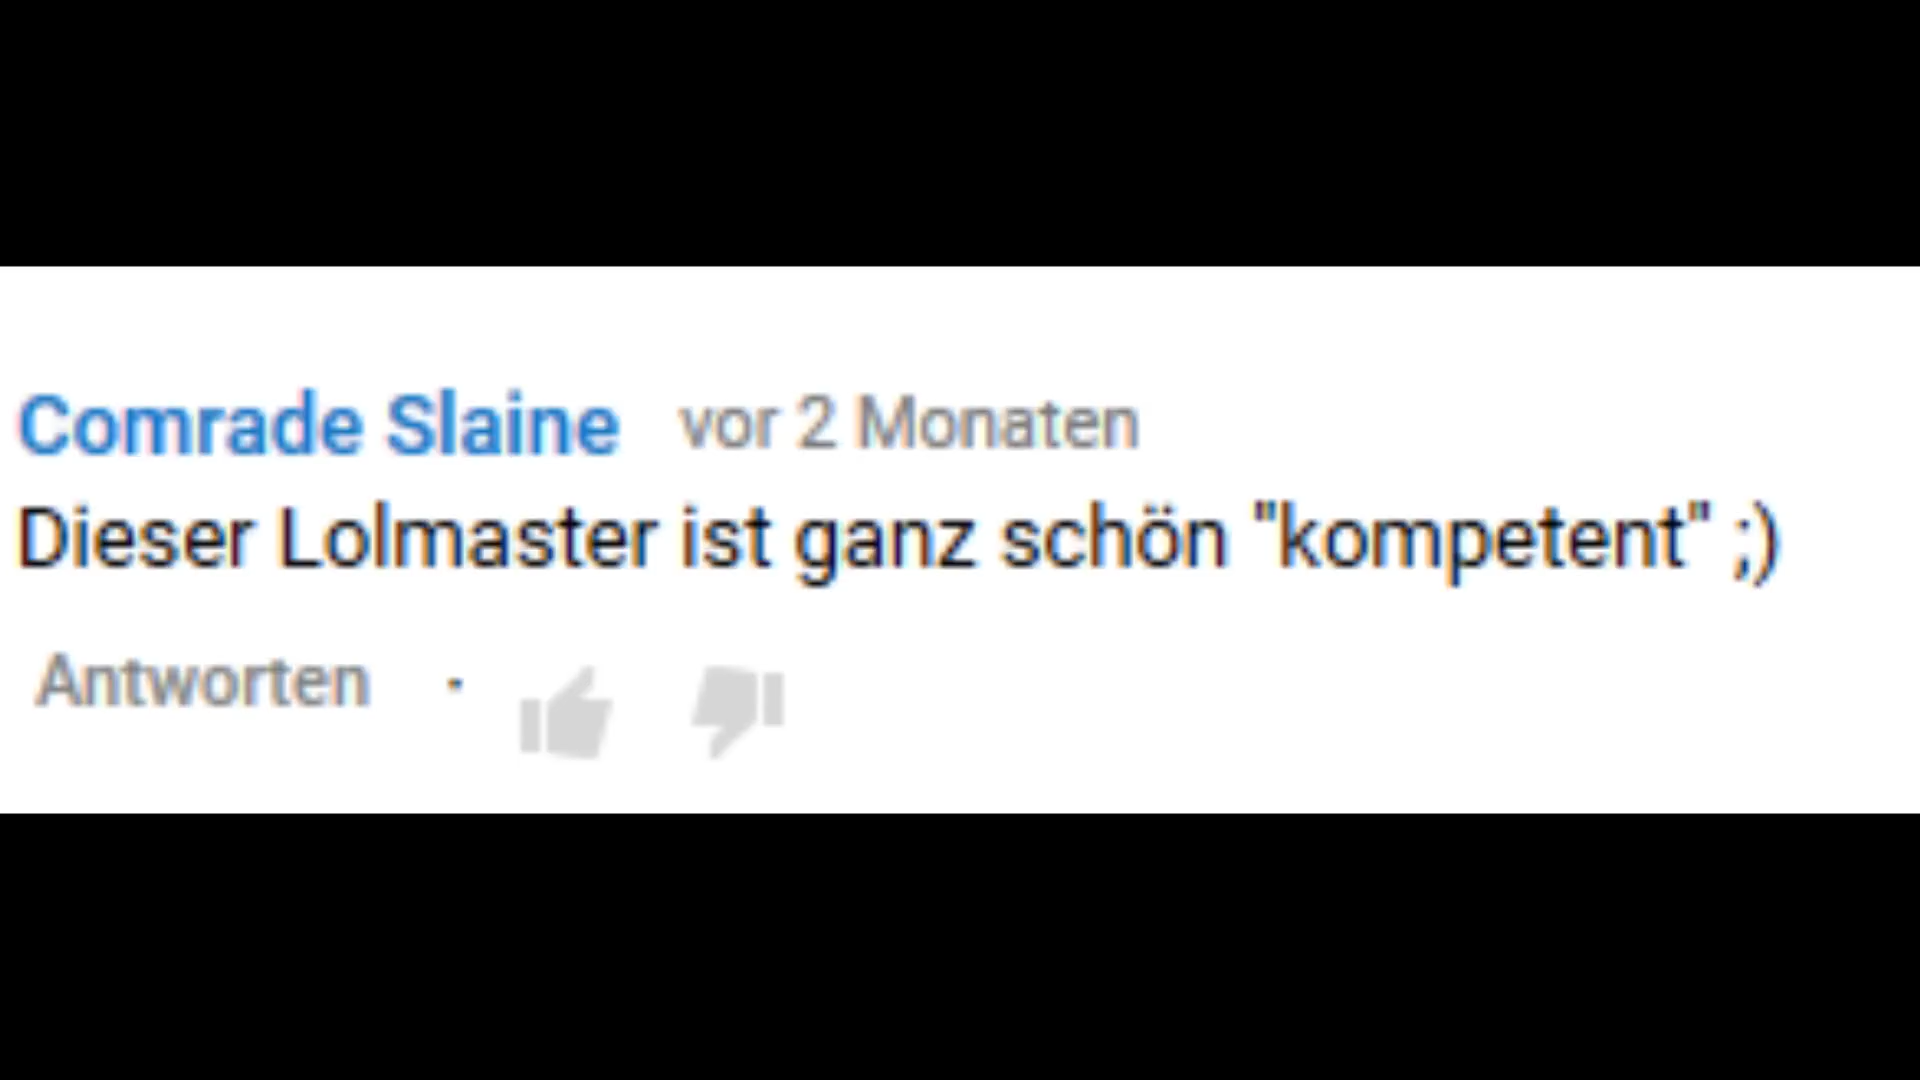 Comrade Slaine vor 2 Monaten
Dieser Lolmaster ist ganz schön "kompetent" ;)
Antworten ·